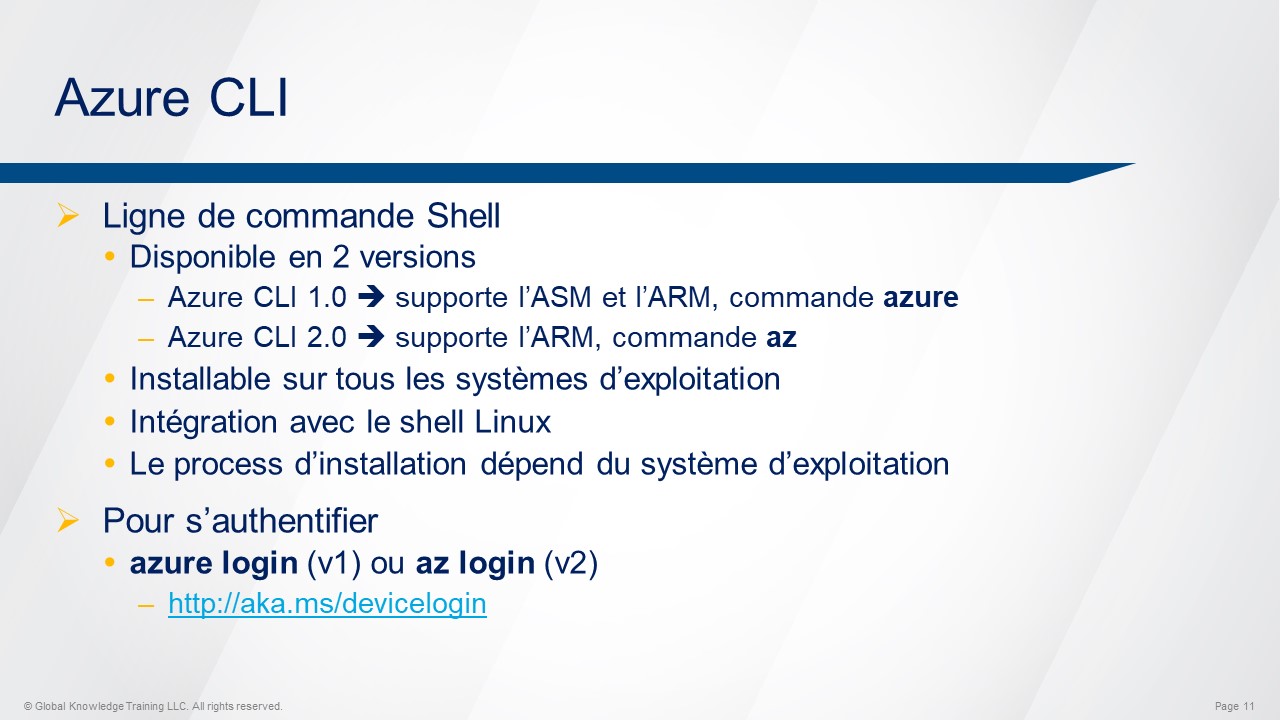 Azure CLI
➢ Ligne de commande Shell
• Disponible en 2 versions
– Azure CLI 1.0 ➔ supporte l’ASM et l’ARM, commande azure
– Azure CLI 2.0 ➔ supporte l’ARM, commande az
• Installable sur tous les systèmes d’exploitation
• Intégration avec le shell Linux
• Le process d’installation dépend du système d’exploitation
➢ Pour s’authentifier
• azure login (v1) ou az login (v2)
– http://aka.ms/devicelogin
© Global Knowledge Training LLC. All rights reserved.
Page 11